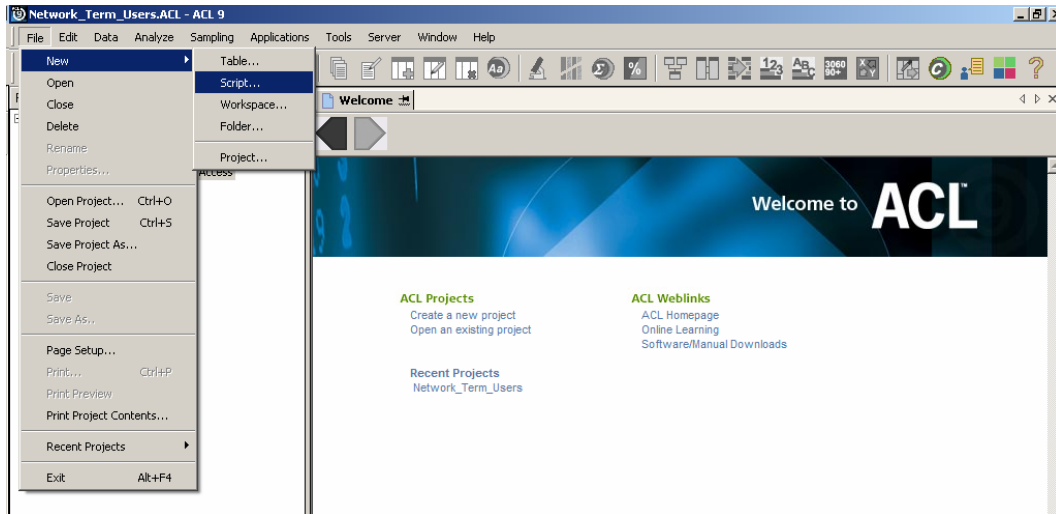 Network_Term_Users.ACL - ACL 9
File Edit Data Analyze Sampling Applications Tools Server Window Help
New
Open
Close
Delete
Rename
Properties...
Open Project... Ctrl+O
Save Project Ctrl+S
Save Project As...
Close Project
Save
Save As..
Page Setup...
Print... Ctrl+P
Print Preview
Print Project Contents...
Recent Projects
Exit Alt+F4
Table...
Script...
Workspace...
Folder...
Project...
Access
Welcome
Welcome to ACL™
ACL Projects
Create a new project
Open an existing project
Recent Projects
Network_Term_Users
ACL Weblinks
ACL Homepage
Online Learning
Software/Manual Downloads